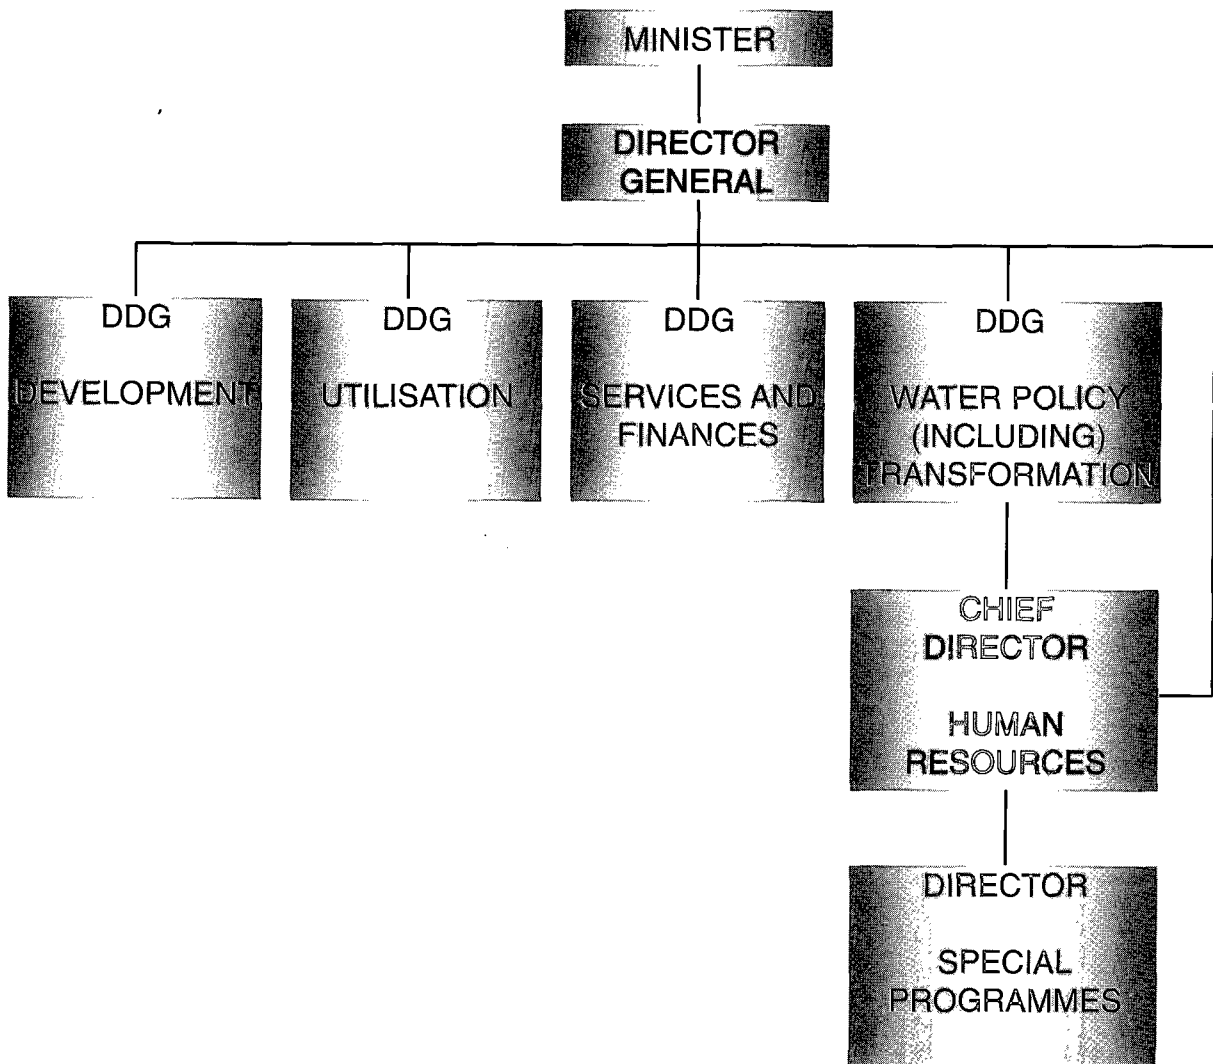 MINISTER
DIRECTOR
GENERAL
DDG
DEVELOPMENT
DDG
UTILISATION
DDG
SERVICES AND
FINANCES
DDG
WATER POLICY
(INCLUDING)
TRANSFORMATION
CHIEF
DIRECTOR
HUMAN
RESOURCES
DIRECTOR
SPECIAL
PROGRAMMES